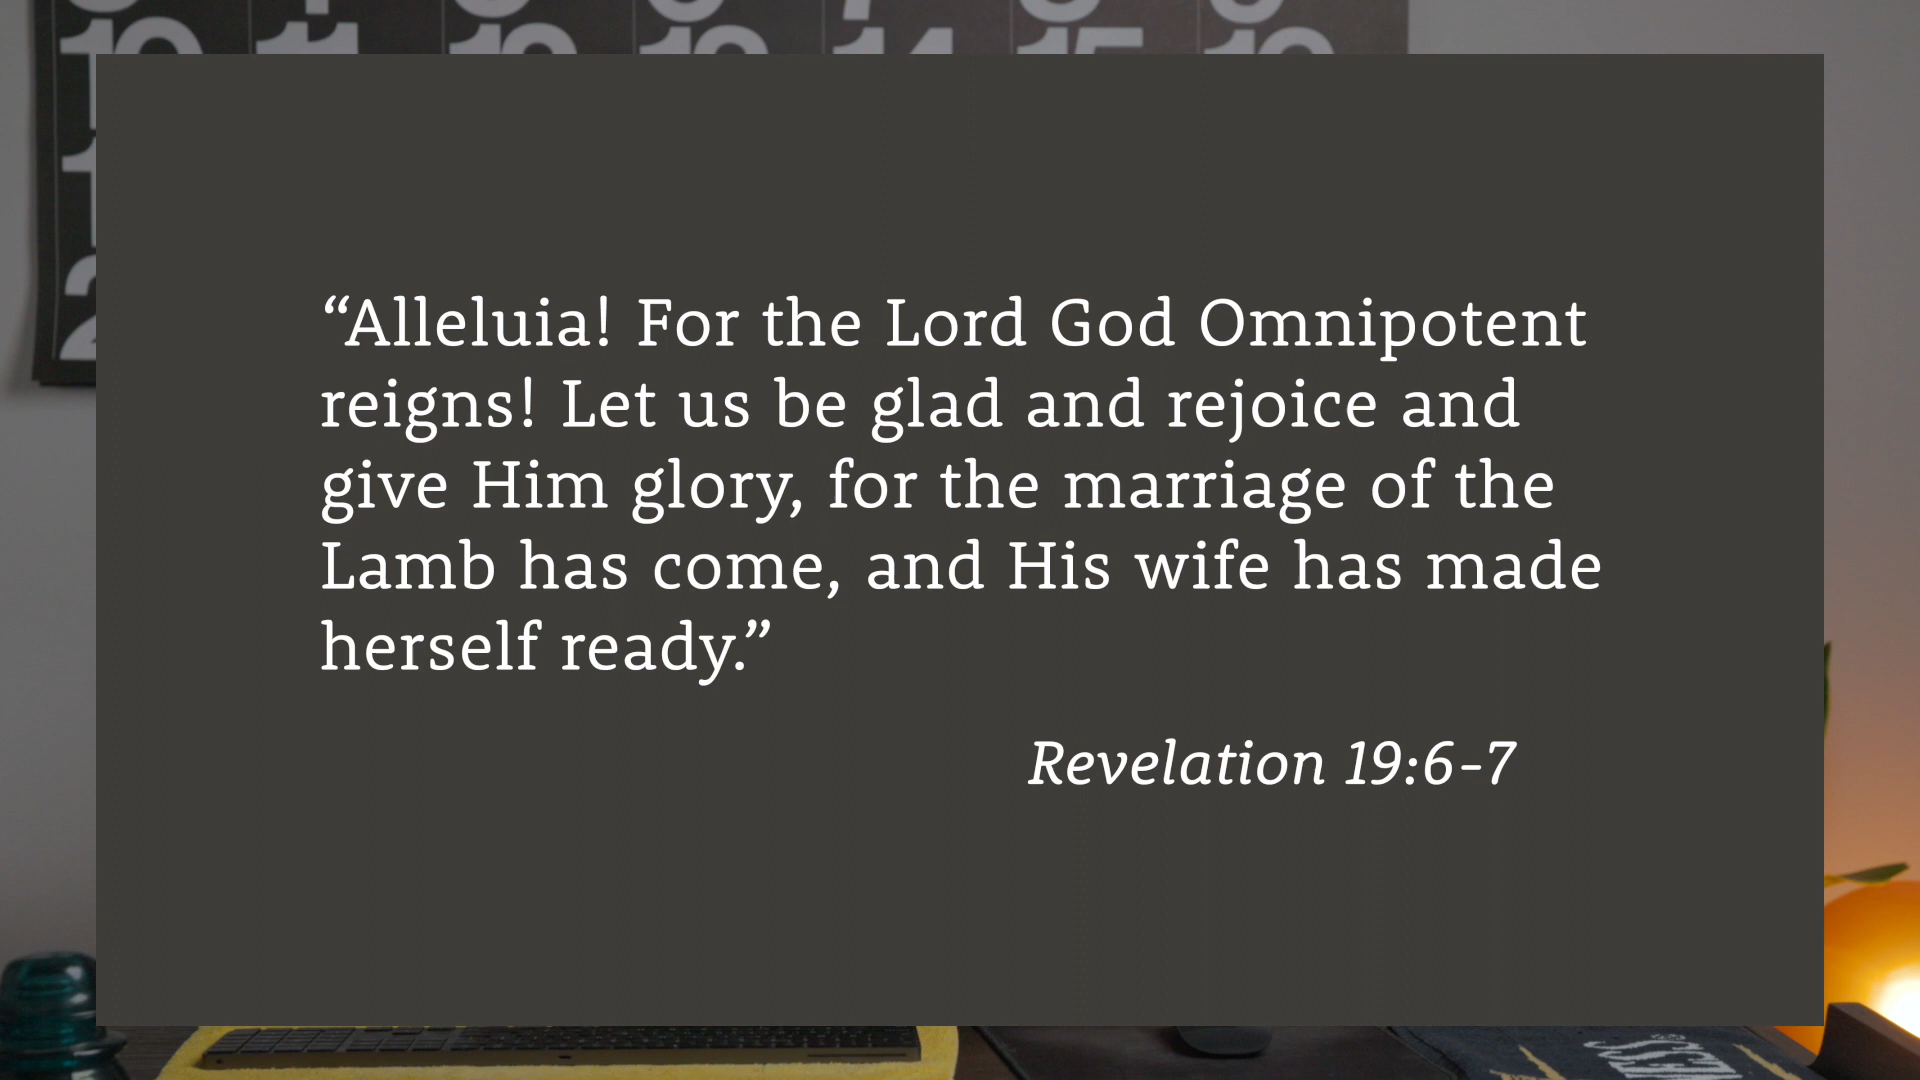 “Alleluia! For the Lord God Omnipotent
reigns! Let us be glad and rejoice and
give Him glory, for the marriage of the
Lamb has come, and His wife has made
herself ready.”
Revelation 19:6-7